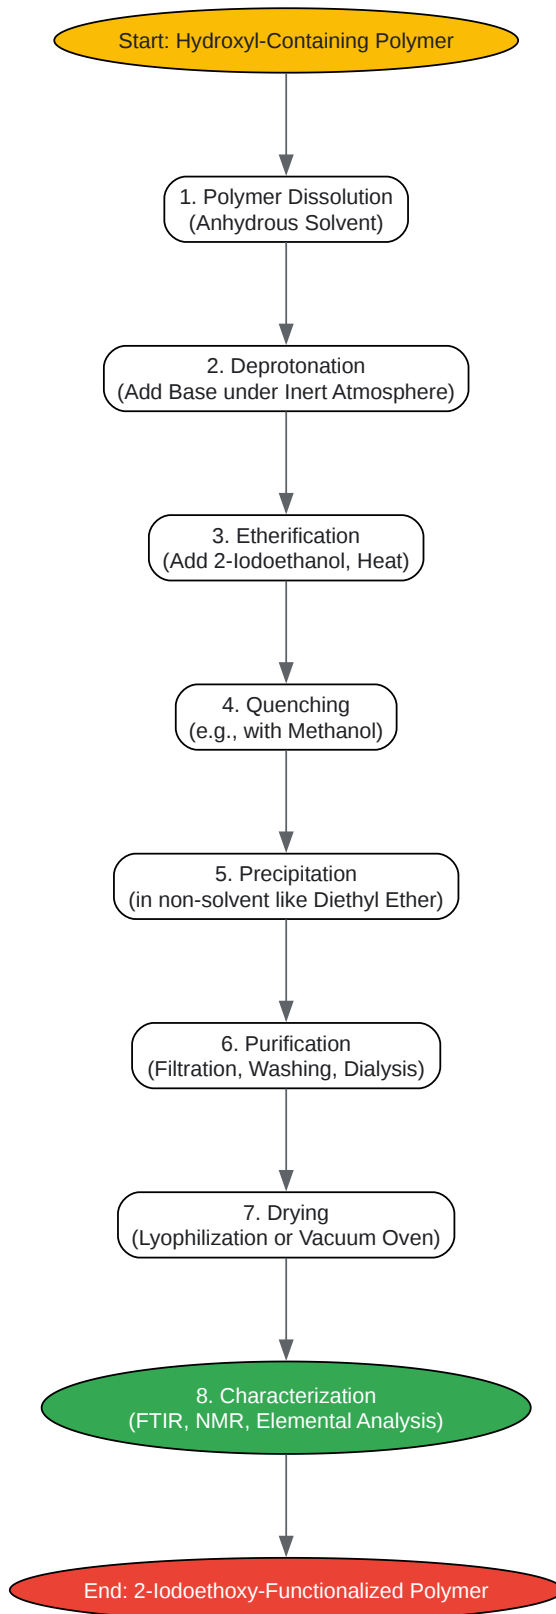 Start: Hydroxyl-Containing Polymer
1. Polymer Dissolution
(Anhydrous Solvent)
2. Deprotonation
(Add Base under Inert Atmosphere)
3. Etherification
(Add 2-Iodoethanol, Heat)
4. Quenching
(e.g., with Methanol)
5. Precipitation
(in non-solvent like Diethyl Ether)
6. Purification
(Filtration, Washing, Dialysis)
7. Drying
(Lyophilization or Vacuum Oven)
8. Characterization
(FTIR, NMR, Elemental Analysis)
End: 2-Iodoethoxy-Functionalized Polymer